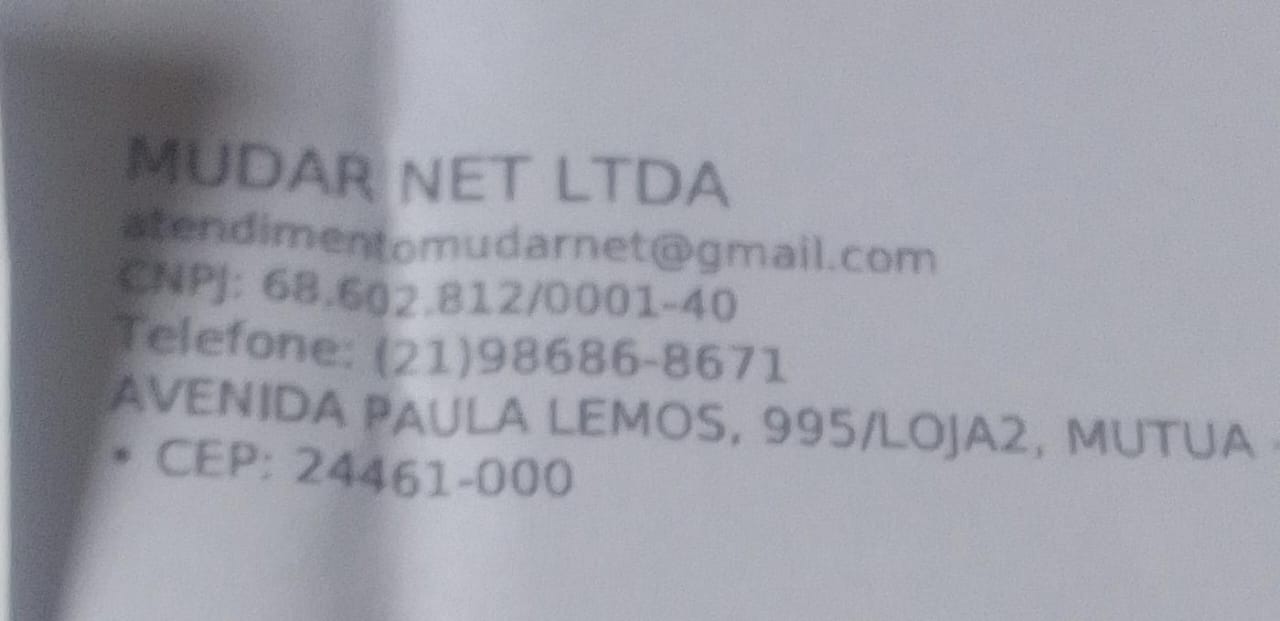 MUDAR NET LTDA
atendimentomudarnet@gmail.com
CNPJ: 68.602.812/0001-40
Telefone: (21)98686-8671
AVENIDA PAULA LEMOS, 995/LOJA2, MUTUA -
• CEP: 24461-000